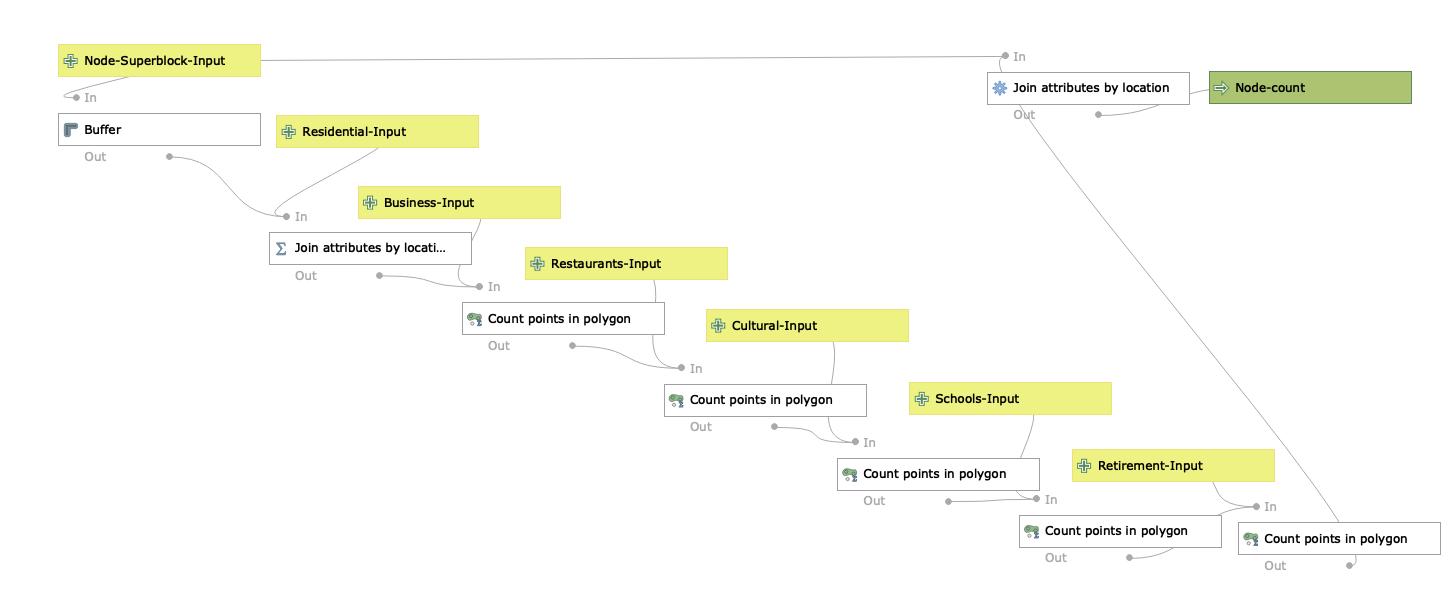 Node-Superblock-Input
In
Buffer
Out
Residential-Input
In
Join attributes by locati...
Out
Business-Input
In
Count points in polygon
Out
Restaurants-Input
In
Count points in polygon
Out
Cultural-Input
In
Count points in polygon
Out
Schools-Input
In
Count points in polygon
Out
Retirement-Input
In
Count points in polygon
Out
In
Join attributes by location
Out
Node-count